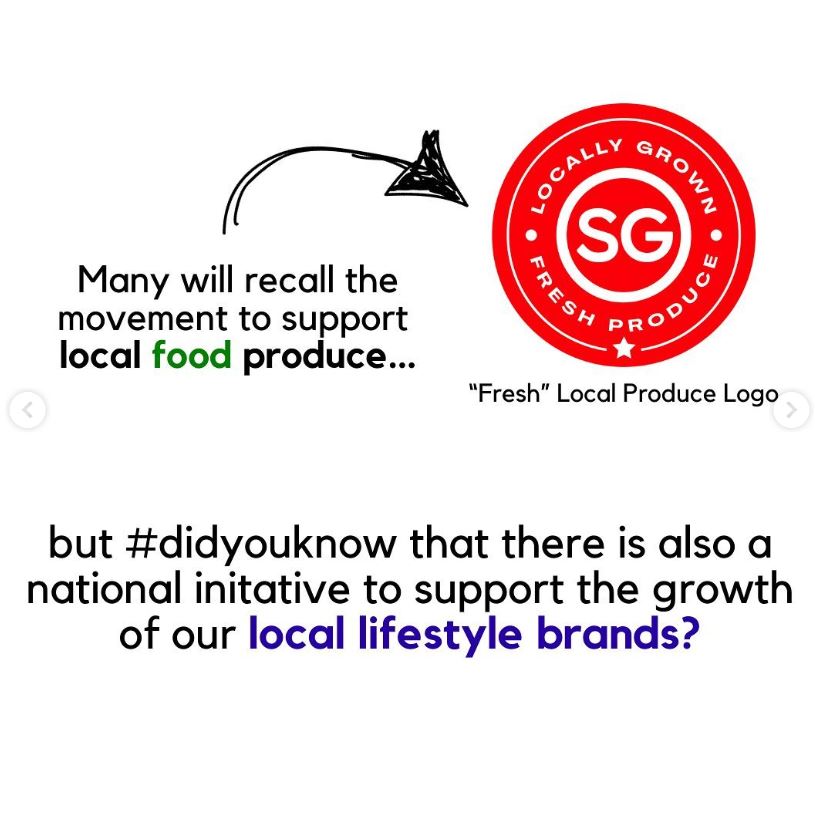 LOCALLY GROWN
SG
FRESH PRODUCE
Many will recall the
movement to support
local food produce...
“Fresh” Local Produce Logo
but #didyouknow that there is also a
national initative to support the growth
of our local lifestyle brands?